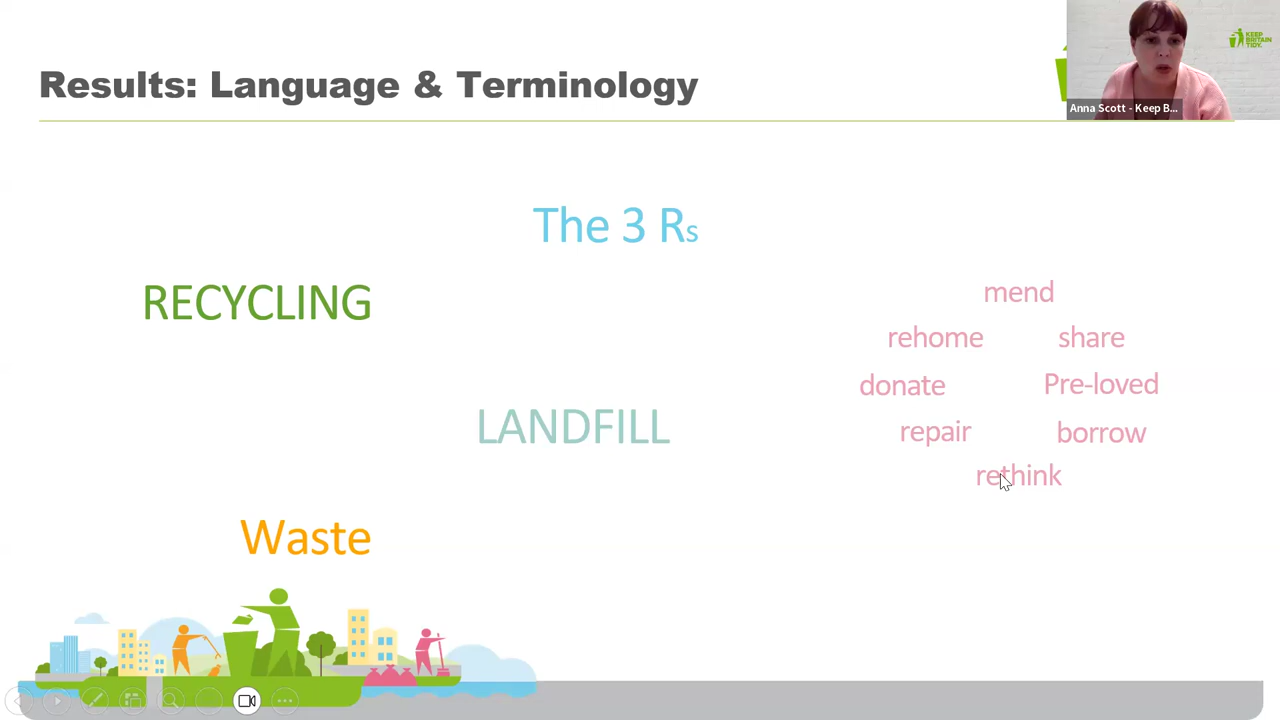 Results: Language & Terminology
KEEP
BRITAIN
TIDY.
Anna Scott - Keep B...
The 3 Rs
RECYCLING
mend
rehome share
donate Pre-loved
LANDFILL
repair borrow
rethink
Waste